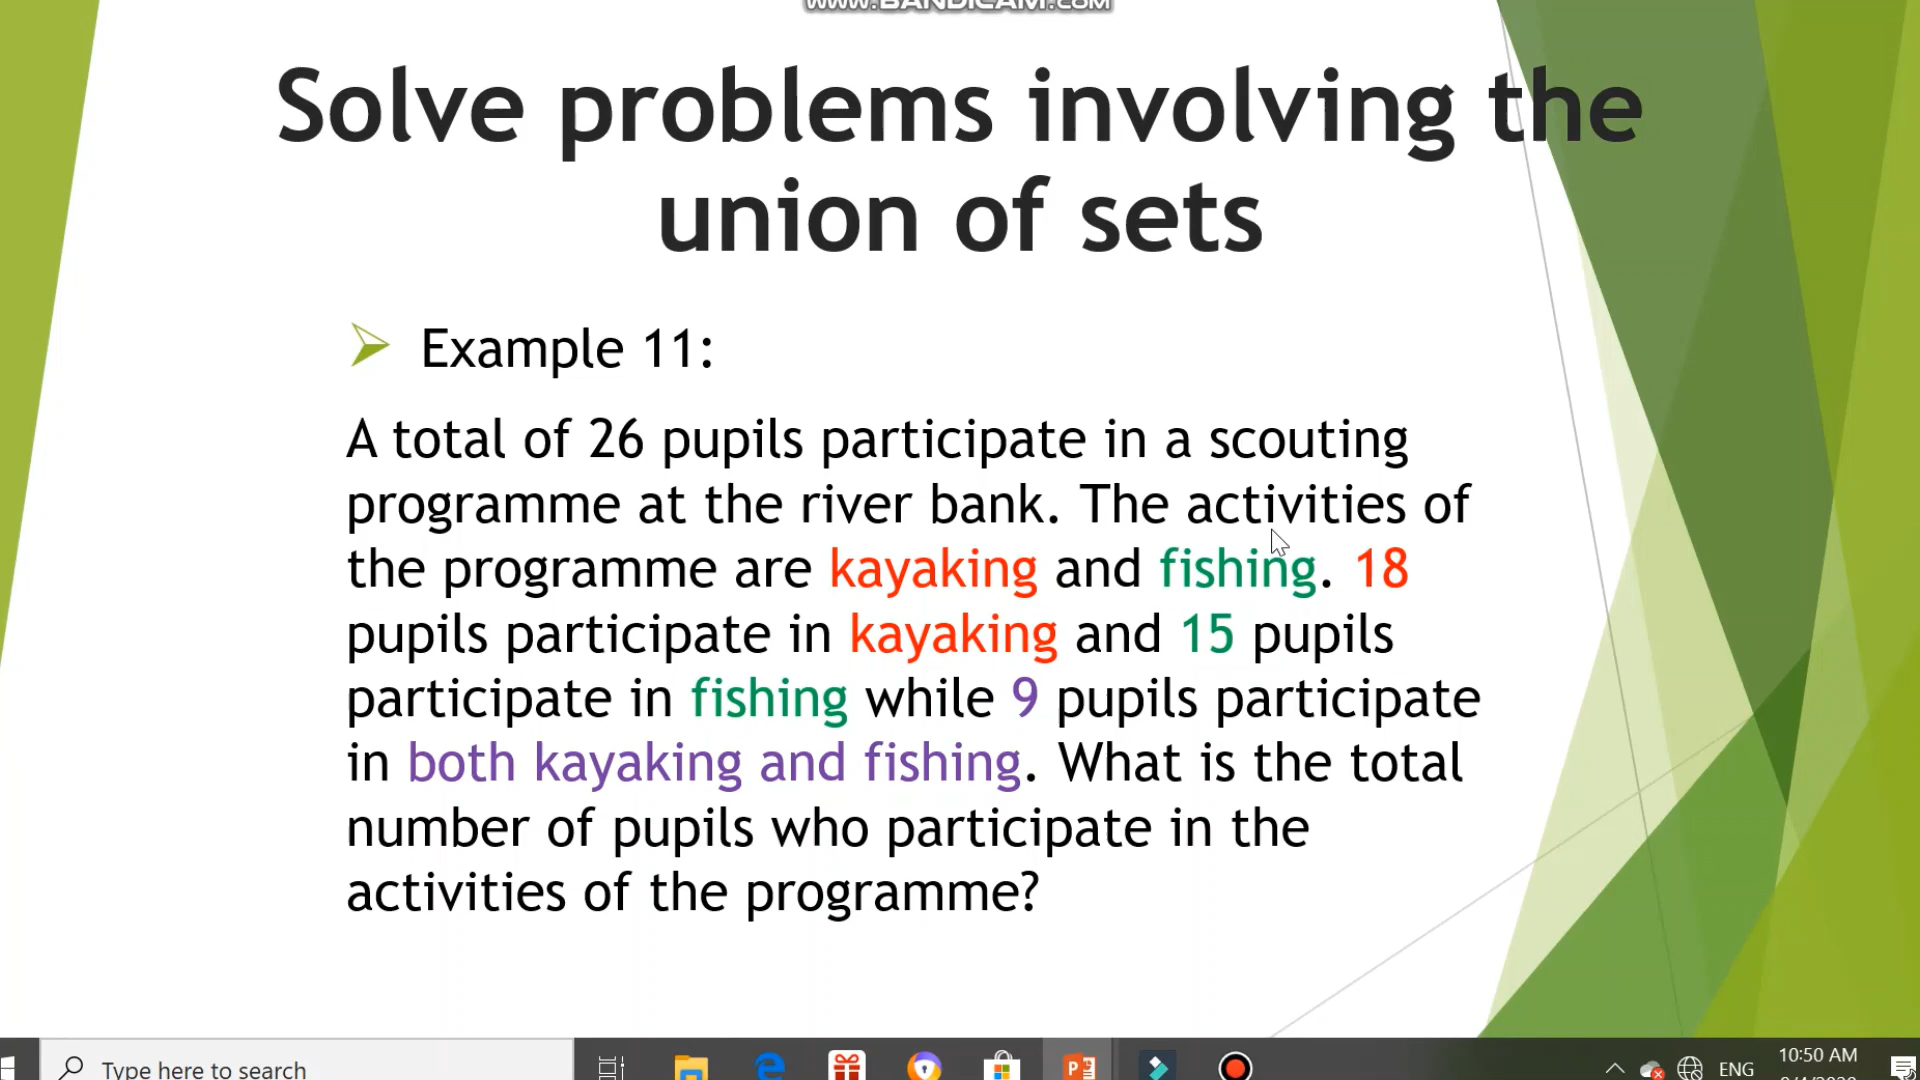 www.BANDICAM.com
Solve problems involving the
union of sets
Example 11:
A total of 26 pupils participate in a scouting
programme at the river bank. The activities of
the programme are kayaking and fishing. 18
pupils participate in kayaking and 15 pupils
participate in fishing while 9 pupils participate
in both kayaking and fishing. What is the total
number of pupils who participate in the
activities of the programme?
Type here to search
ENG
10:50 AM